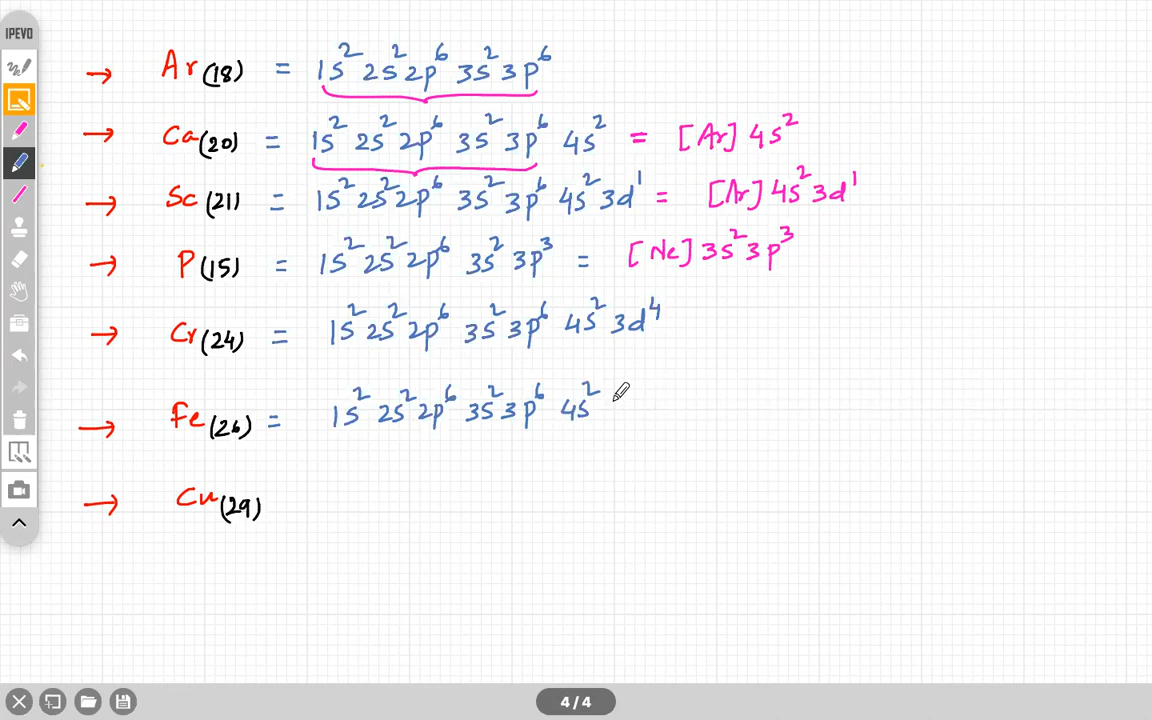 IPEVO
→ Ar(18) = 1s² 2s² 2p⁶ 3s² 3p⁶
→ Ca(20) = 1s² 2s² 2p⁶ 3s² 3p⁶ 4s² = [Ar] 4s²
→ Sc(21) = 1s² 2s² 2p⁶ 3s² 3p⁶ 4s² 3d¹ = [Ar] 4s² 3d¹
→ P(15) = 1s² 2s² 2p⁶ 3s² 3p³ = [Ne] 3s² 3p³
→ Cr(24) = 1s² 2s² 2p⁶ 3s² 3p⁶ 4s² 3d⁴
→ Fe(26) = 1s² 2s² 2p⁶ 3s² 3p⁶ 4s²
→ Cu(29)
4/4